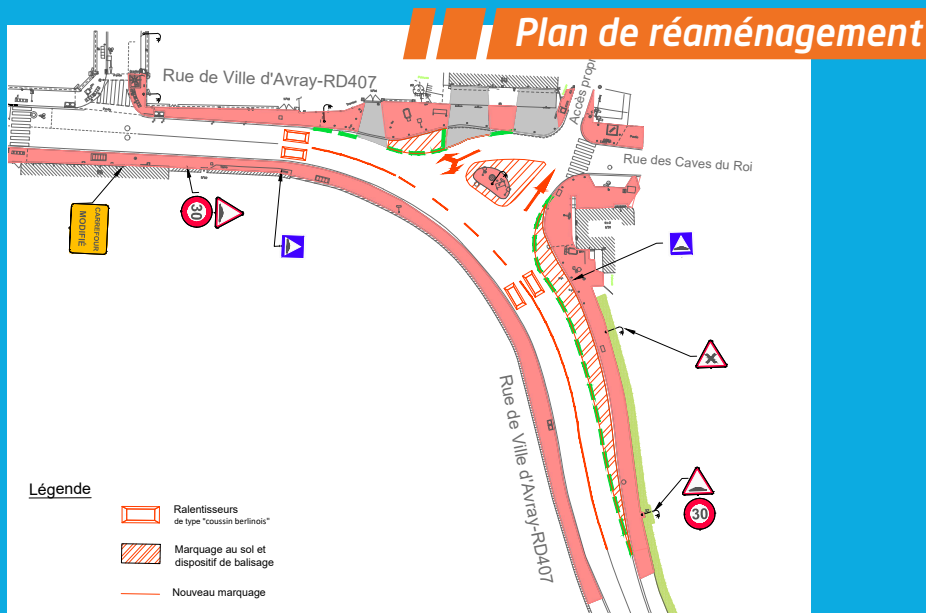 Plan de réaménagement
Rue de Ville d'Avray-RD407
Accès propri
Rue des Caves du Roi
CARREFOUR
MODIFIÉ
30
Rue de Ville d'Avray-RD407
30
Légende
Ralentisseurs
de type "coussin berlinois"
Marquage au sol et
dispositif de balisage
Nouveau marquage